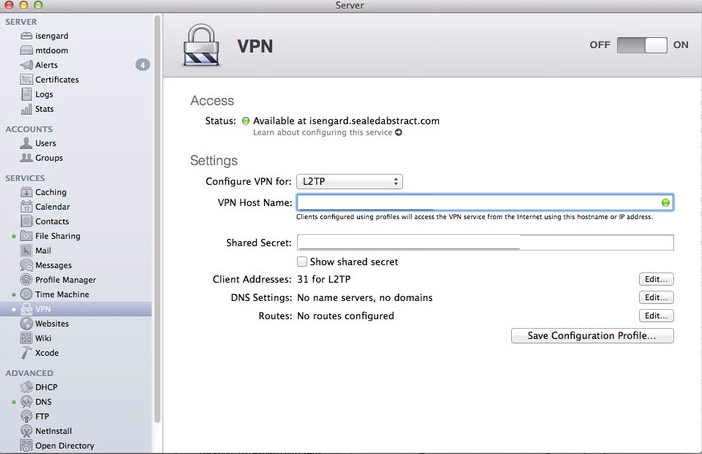 Server
SERVER
isengard
mtdoom
Alerts 4
Certificates
Logs
Stats
ACCOUNTS
Users
Groups
SERVICES
Caching
Calendar
Contacts
File Sharing
Mail
Messages
Profile Manager
Time Machine
VPN
Websites
Wiki
Xcode
ADVANCED
DHCP
DNS
FTP
NetInstall
Open Directory
VPN
OFF ON
Access
Status: Available at isengard.sealedabstract.com
Learn about configuring this service
Settings
Configure VPN for: L2TP
VPN Host Name:
Clients configured using profiles will access the VPN service from the Internet using this hostname or IP address.
Shared Secret:
Show shared secret
Client Addresses: 31 for L2TP Edit...
DNS Settings: No name servers, no domains Edit...
Routes: No routes configured Edit...
Save Configuration Profile...